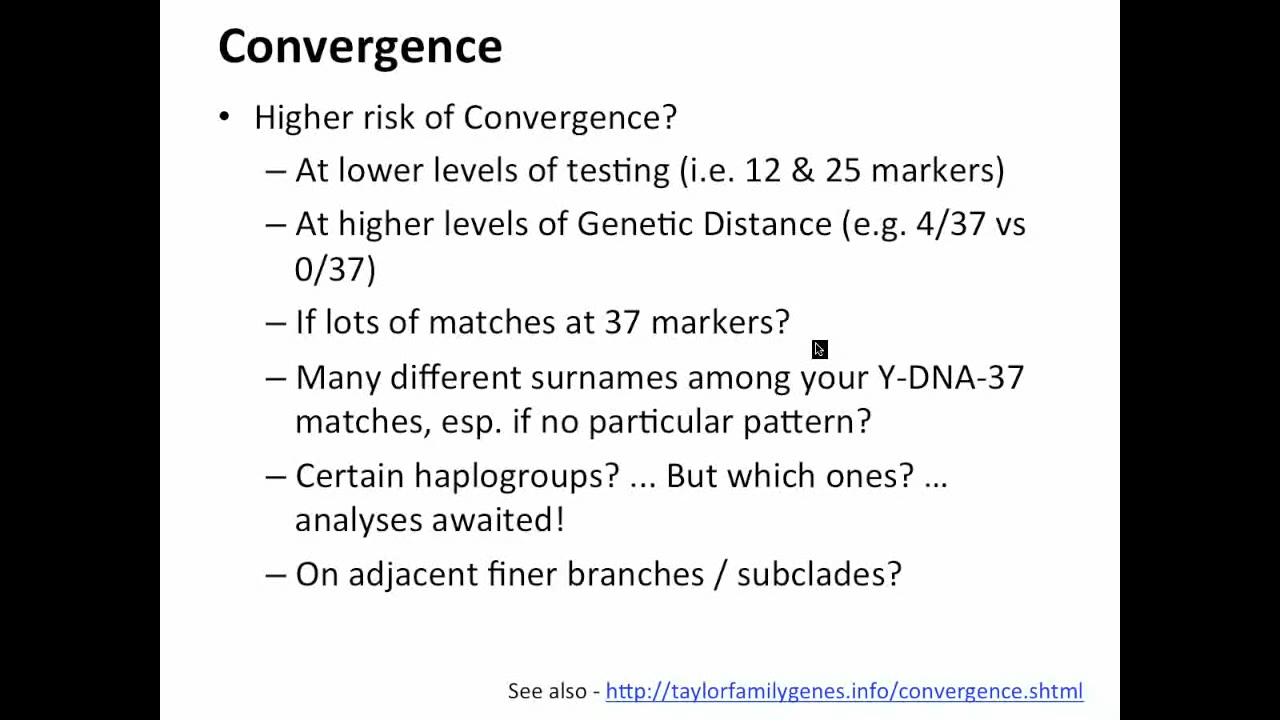 Convergence
• Higher risk of Convergence?
– At lower levels of testing (i.e. 12 & 25 markers)
– At higher levels of Genetic Distance (e.g. 4/37 vs
0/37)
– If lots of matches at 37 markers?
– Many different surnames among your Y-DNA-37
matches, esp. if no particular pattern?
– Certain haplogroups? ... But which ones? ...
analyses awaited!
– On adjacent finer branches / subclades?
See also - http://taylorfamilygenes.info/convergence.shtml